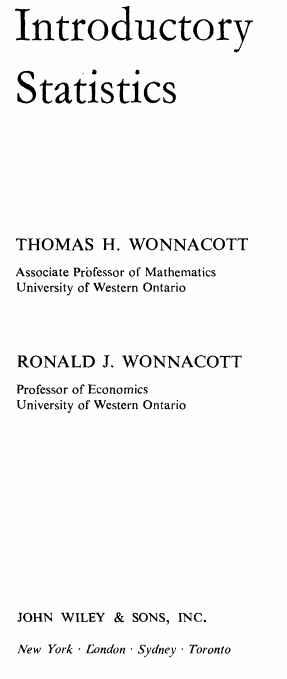 Introductory
Statistics
THOMAS H. WONNACOTT
Associate Professor of Mathematics
University of Western Ontario
RONALD J. WONNACOTT
Professor of Economics
University of Western Ontario
JOHN WILEY & SONS, INC.
New York · London · Sydney · Toronto